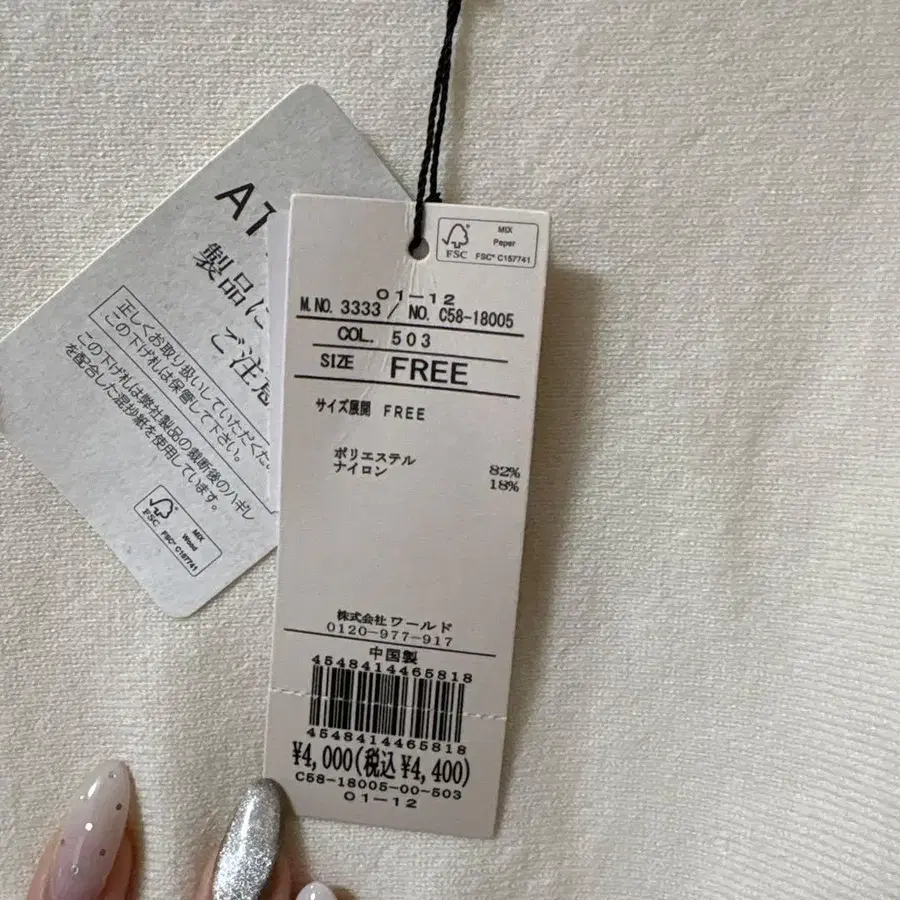 製品に
ご注意
正しくお取り扱いいただくた
この下げ札は保管して下さい。
この下げ札は弊社製品の裁断後のハギレ
を配合した混抄紙を使用しています。
FSC
MIX
Wood
FSC® C157741
FSC
MIX
Paper
FSC® C157741
01-12
M.NO. 3333 / NO. C58-18005
COL. 503
SIZE FREE
サイズ展開 FREE
ポリエステル 82%
ナイロン 18%
株式会社ワールド
0120-977-917
中国製
4548414465818
4548414465818
¥4,000(税込¥4,400)
C58-18005-00-503
01-12